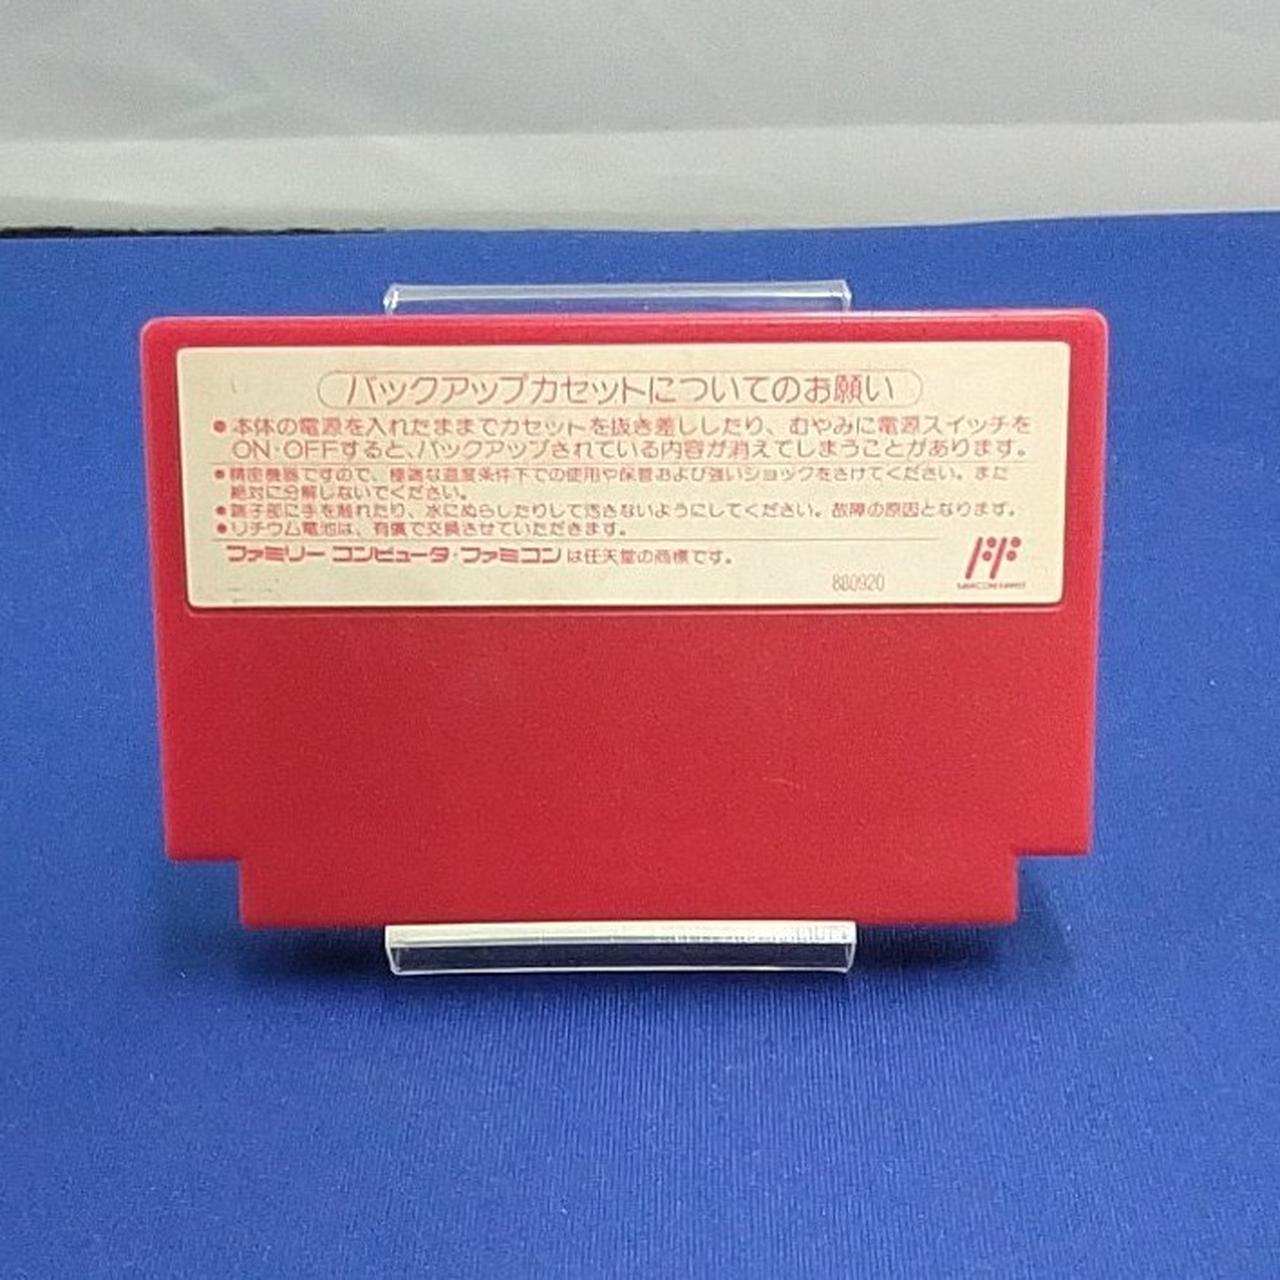 バックアップカセットについてのお願い
●本体の電源を入れたままでカセットを抜き差ししたり、むやみに電源スイッチを
ON・OFFすると、バックアップされている内容が消えてしまうことがあります。
●精密機器ですので、極端な温度条件下での使用や保管および強いショックをさけてください。また
絶対に分解しないでください。
●端子部に手を触れたり、水にぬらしたりして汚さないようにしてください。故障の原因となります。
●リチウム電池は、有償で交換させていただきます。
ファミリー コンピュータ・ファミコンは任天堂の商標です。
880920